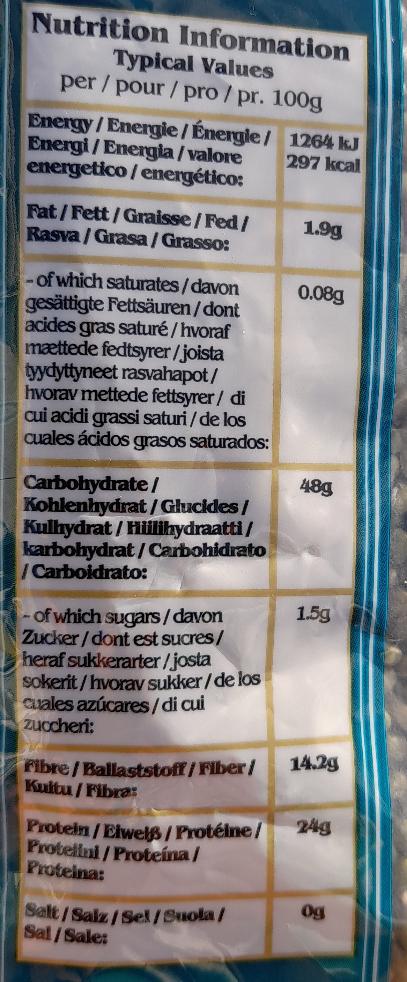 Nutrition Information
Typical Values
per / pour / pro / pr. 100g
Energy / Energie / Énergie / 1264 kJ
Energi / Energia / valore 297 kcal
energetico / energético:
Fat / Fett / Graisse / Fed / 1.9g
Rasva / Grasa / Grasso:
- of which saturates / davon 0.08g
gesättigte Fettsäuren / dont
acides gras saturé / hvoraf
mættede fedtsyrer / joista
tyydyttyneet rasvahapot /
hvorav mettede fettsyrer / di
cui acidi grassi saturi / de los
cuales ácidos grasos saturados:
Carbohydrate / 48g
Kohlenhydrat / Glucides /
Kulhydrat / Hiilihydraatti /
karbohydrat / Carbohidrato
/ Carboidrato:
- of which sugars / davon 1.5g
Zucker / dont est sucres /
heraf sukkerarter / josta
sokerit / hvorav sukker / de los
cuales azúcares / di cui
zuccheri:
Fibre / Ballaststoff / Fiber / 14.2g
Kuitu / Fibra:
Protein / Eiweiß / Protéine / 24g
Proteiini / Proteína /
Proteina:
Salt / Salz / Sel / Suola / 0g
Sal / Sale: